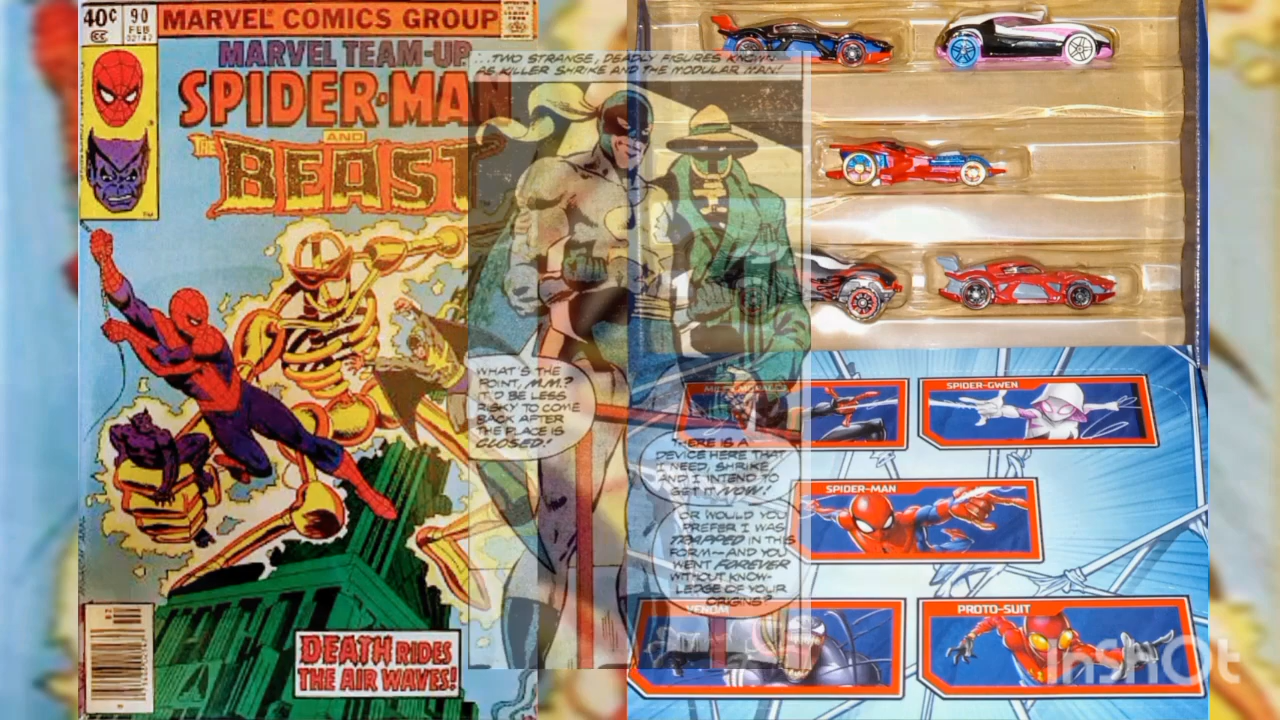 40¢
CC
90
FEB
02147
MARVEL COMICS GROUP
MARVEL TEAM-UP
SPIDER-MAN
AND
THE BEAST
DEATH RIDES
THE AIR WAVES!
...TWO STRANGE, DEADLY FIGURES KNOWN
AS KILLER SHRIKE AND THE MODULAR MAN!
WHAT'S THE
POINT, M.M.?
IT'D BE LESS
RISKY TO COME
BACK AFTER
THE PLACE IS
CLOSED!
THERE IS A
DEVICE HERE THAT
I NEED, SHRIKE,
AND I INTEND TO
GET IT NOW!
OR WOULD YOU
PREFER I WAS
TRAPPED IN THIS
FORM--AND YOU
WENT FOREVER
WITHOUT KNOW-
LEDGE OF YOUR
ORIGINS?
MILES MORALES
SPIDER-GWEN
SPIDER-MAN
VENOM
PROTO-SUIT
InShOt